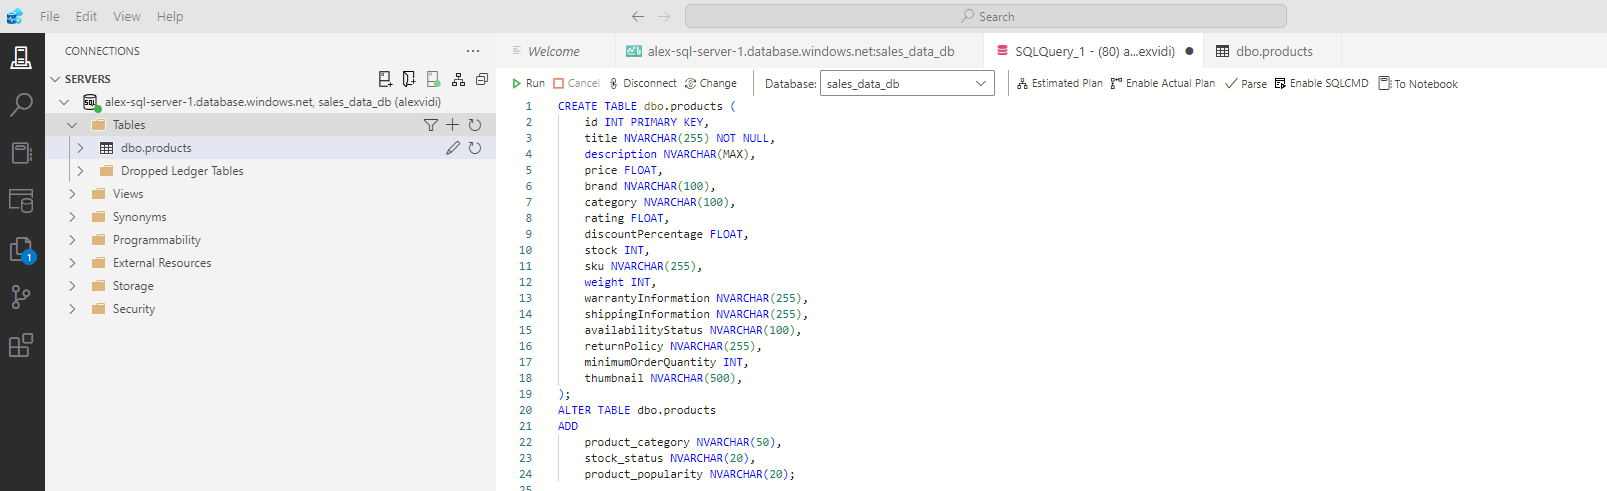 File Edit View Help
Search
CONNECTIONS
SERVERS
alex-sql-server-1.database.windows.net, sales_data_db (alexvidi)
Tables
dbo.products
Dropped Ledger Tables
Views
Synonyms
Programmability
External Resources
Storage
Security
SQL
1
Welcome
alex-sql-server-1.database.windows.net:sales_data_db
SQLQuery_1 - (80) a...exvidi)
dbo.products
Run Cancel Disconnect Change Database: sales_data_db Estimated Plan Enable Actual Plan Parse Enable SQLCMD To Notebook
1 CREATE TABLE dbo.products (
2 id INT PRIMARY KEY,
3 title NVARCHAR(255) NOT NULL,
4 description NVARCHAR(MAX),
5 price FLOAT,
6 brand NVARCHAR(100),
7 category NVARCHAR(100),
8 rating FLOAT,
9 discountPercentage FLOAT,
10 stock INT,
11 sku NVARCHAR(255),
12 weight INT,
13 warrantyInformation NVARCHAR(255),
14 shippingInformation NVARCHAR(255),
15 availabilityStatus NVARCHAR(100),
16 returnPolicy NVARCHAR(255),
17 minimumOrderQuantity INT,
18 thumbnail NVARCHAR(500),
19 );
20 ALTER TABLE dbo.products
21 ADD
22 product_category NVARCHAR(50),
23 stock_status NVARCHAR(20),
24 product_popularity NVARCHAR(20);
25